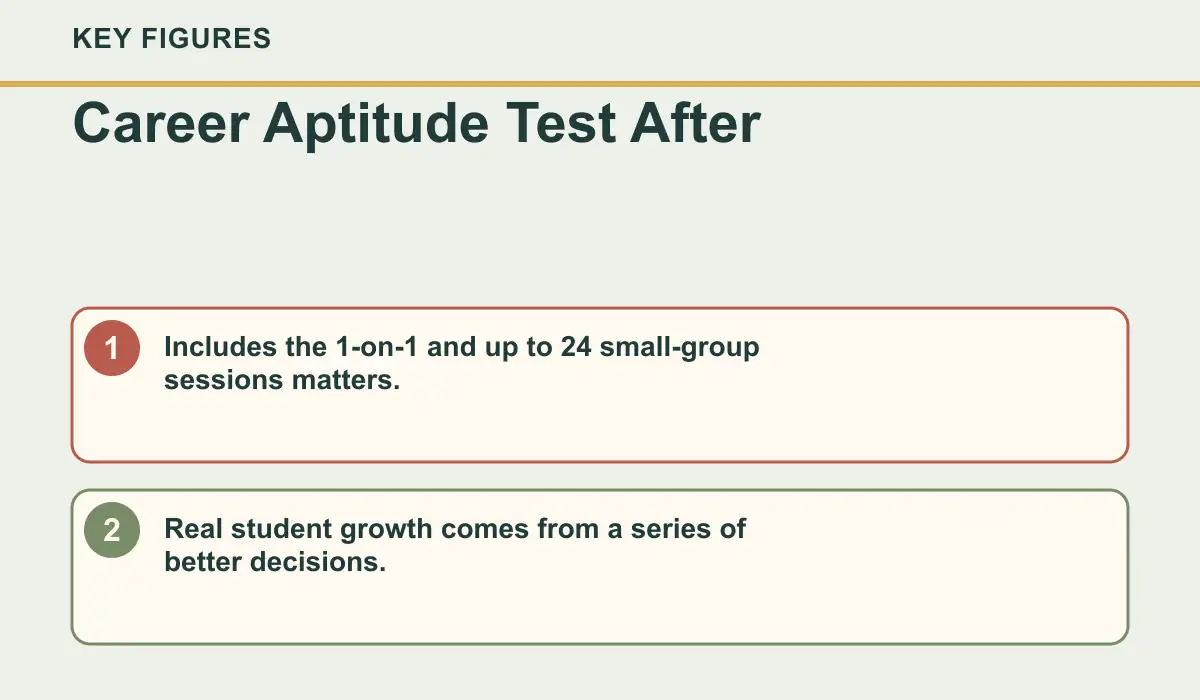 KEY FIGURES
Career Aptitude Test After
1
Includes the 1-on-1 and up to 24 small-group
sessions matters.
2
Real student growth comes from a series of
better decisions.